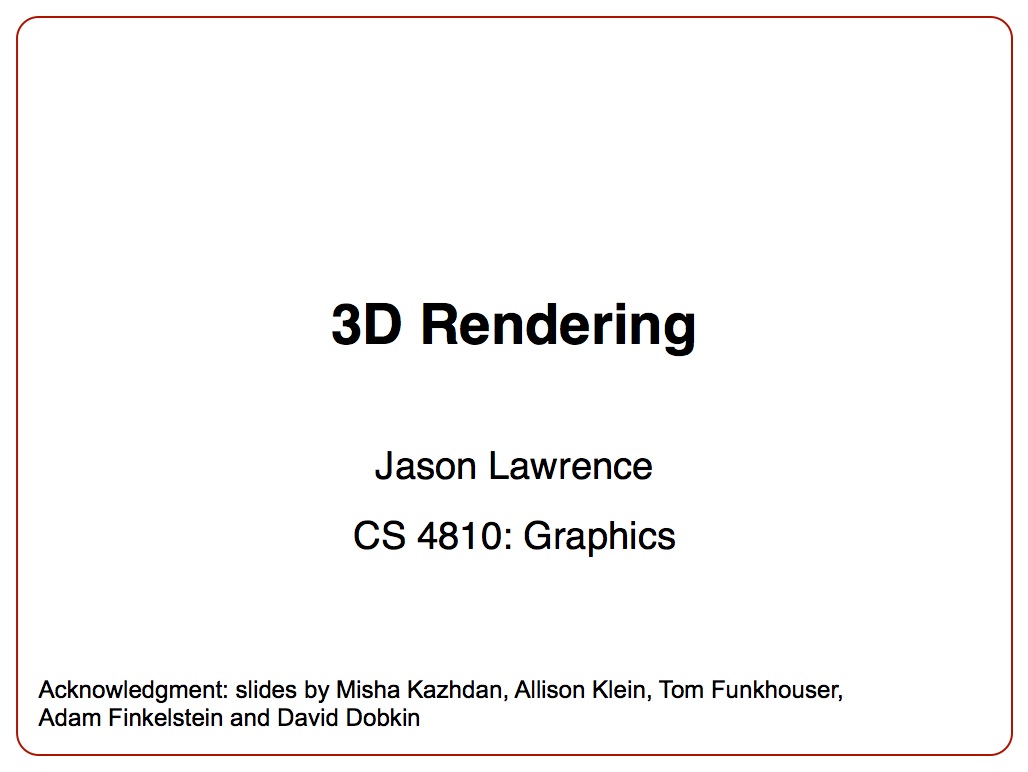 3D Rendering
Jason Lawrence
CS 4810: Graphics
Acknowledgment: slides by Misha Kazhdan, Allison Klein, Tom Funkhouser,
Adam Finkelstein and David Dobkin